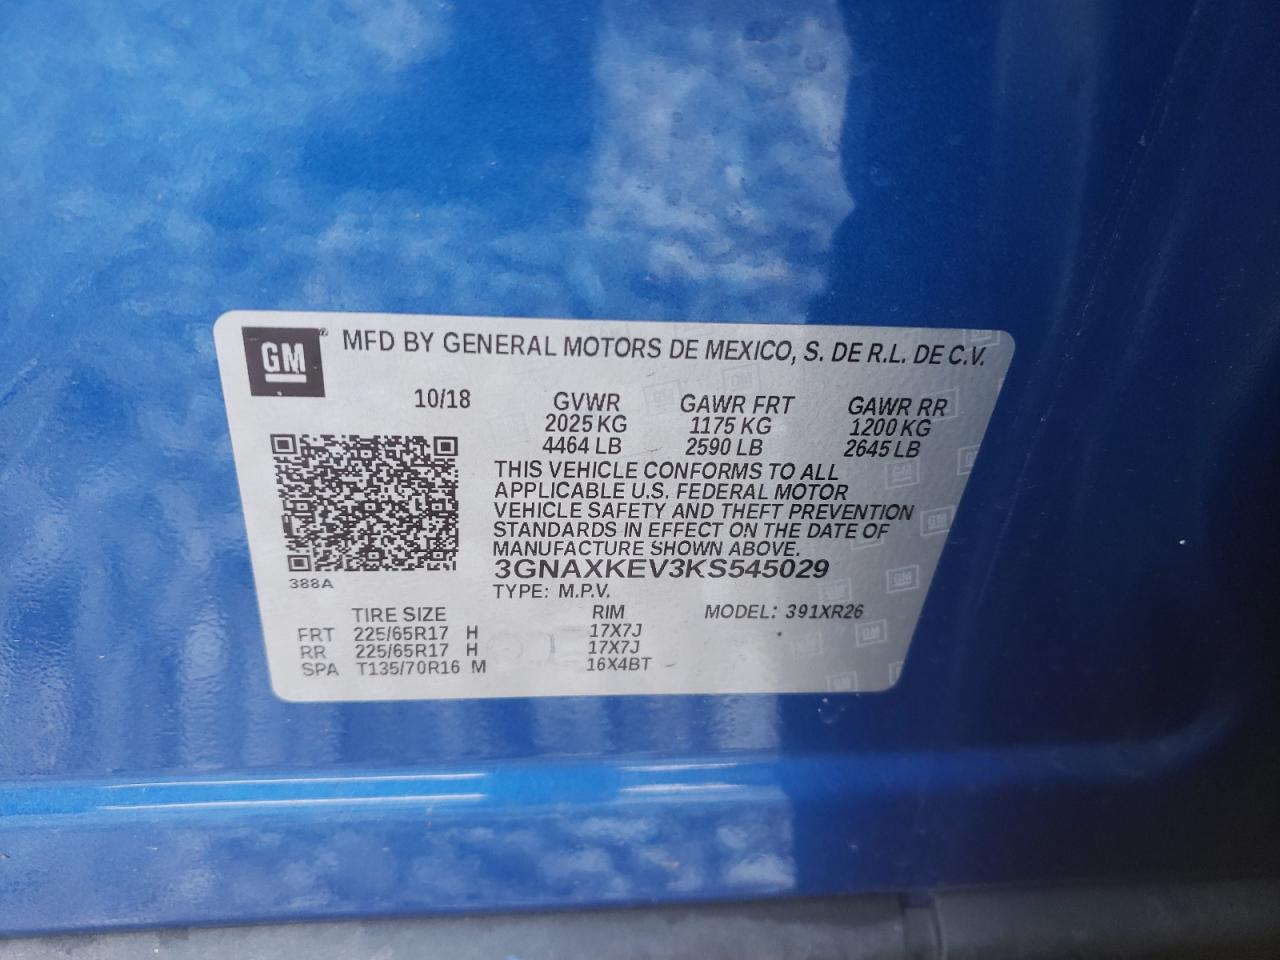 GM
MFD BY GENERAL MOTORS DE MEXICO, S. DE R.L. DE C.V.
10/18 GVWR GAWR FRT GAWR RR
2025 KG 1175 KG 1200 KG
4464 LB 2590 LB 2645 LB
THIS VEHICLE CONFORMS TO ALL
APPLICABLE U.S. FEDERAL MOTOR
VEHICLE SAFETY AND THEFT PREVENTION
STANDARDS IN EFFECT ON THE DATE OF
MANUFACTURE SHOWN ABOVE.
3GNAXKEV3KS545029
388A
TYPE: M.P.V.
TIRE SIZE RIM MODEL: 391XR26
FRT 225/65R17 H 17X7J
RR 225/65R17 H 17X7J
SPA T135/70R16 M 16X4BT